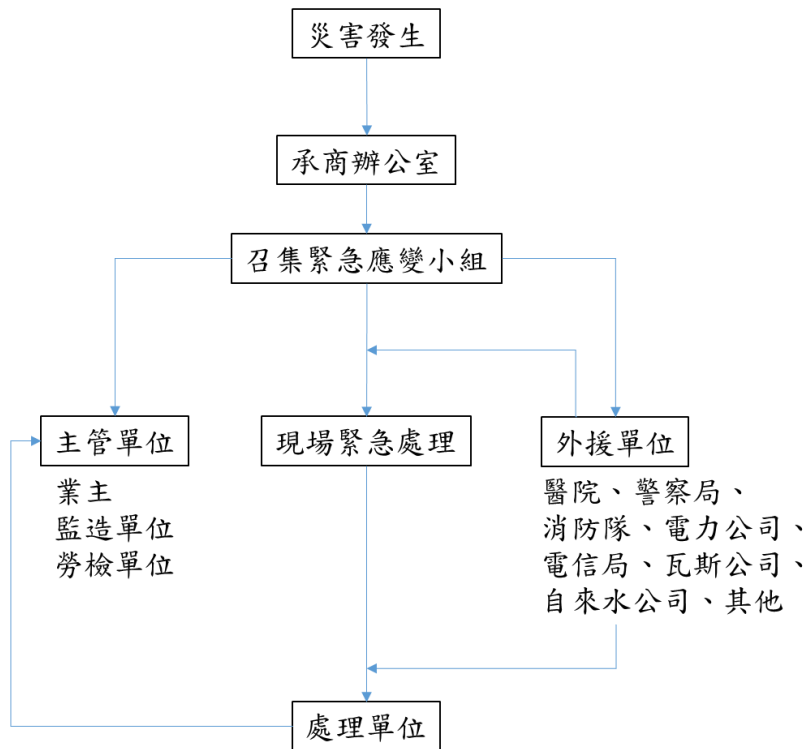 災害發生
承商辦公室
召集緊急應變小組
主管單位
業主
監造單位
勞檢單位
現場緊急處理
外援單位
醫院、警察局、
消防隊、電力公司、
電信局、瓦斯公司、
自來水公司、其他
處理單位